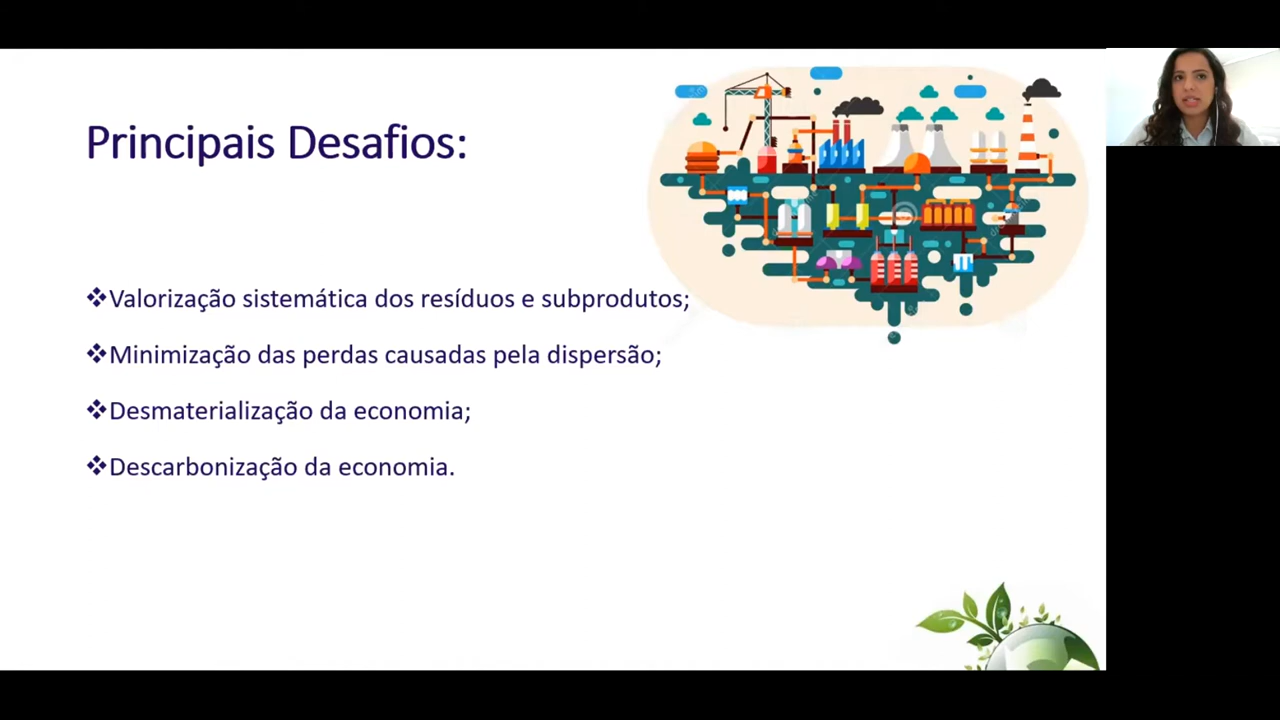 Principais Desafios:
❖Valorização sistemática dos resíduos e subprodutos;
❖Minimização das perdas causadas pela dispersão;
❖Desmaterialização da economia;
❖Descarbonização da economia.